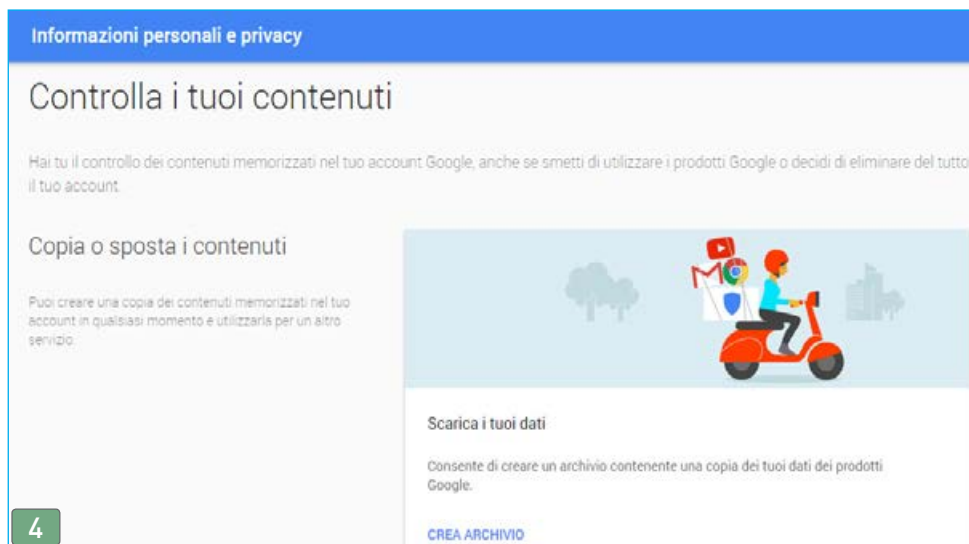 Informazioni personali e privacy
Controlla i tuoi contenuti
Hai tu il controllo dei contenuti memorizzati nel tuo account Google, anche se smetti di utilizzare i prodotti Google o decidi di eliminare del tutto
il tuo account.
Copia o sposta i contenuti
Puoi creare una copia dei contenuti memorizzati nel tuo
account in qualsiasi momento e utilizzarla per un altro
servizio.
Scarica i tuoi dati
Consente di creare un archivio contenente una copia dei tuoi dati dei prodotti
Google.
CREA ARCHIVIO
4